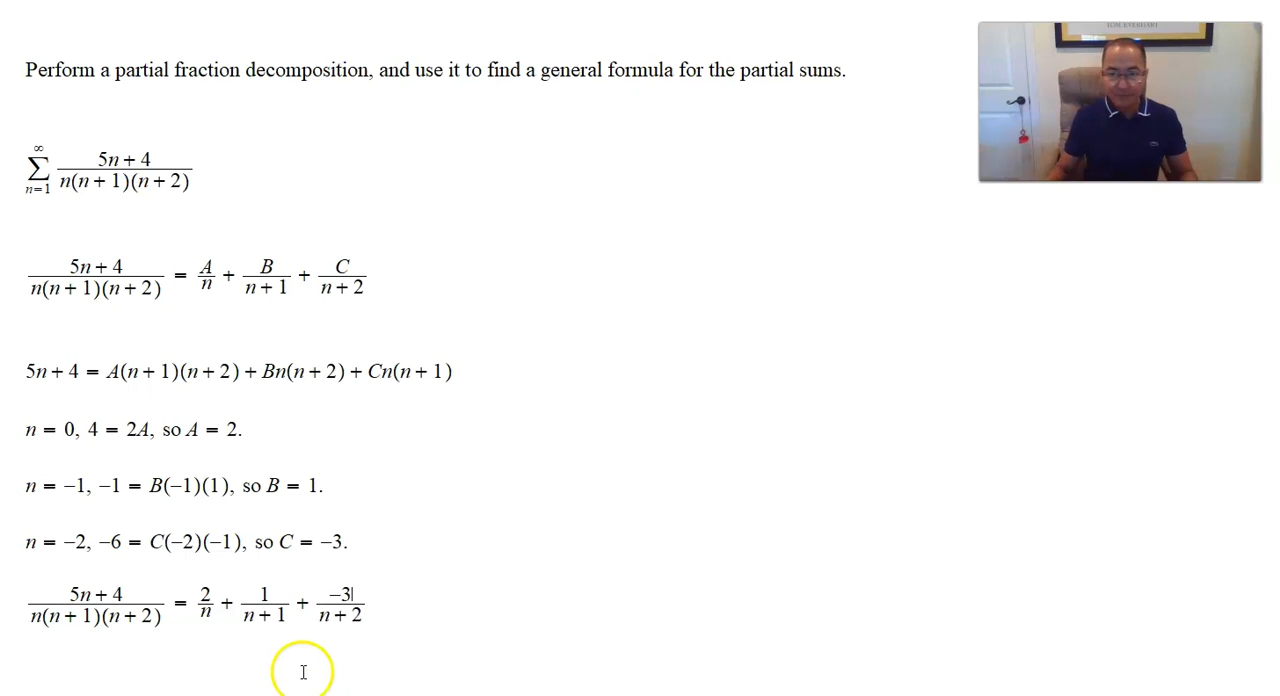 TOM EVERHART
Perform a partial fraction decomposition, and use it to find a general formula for the partial sums.
∑_{n=1}^{∞} (5n + 4)/(n(n + 1)(n + 2))
(5n + 4)/(n(n + 1)(n + 2)) = A/n + B/(n + 1) + C/(n + 2)
5n + 4 = A(n + 1)(n + 2) + Bn(n + 2) + Cn(n + 1)
n = 0, 4 = 2A, so A = 2.
n = −1, −1 = B(−1)(1), so B = 1.
n = −2, −6 = C(−2)(−1), so C = −3.
(5n + 4)/(n(n + 1)(n + 2)) = 2/n + 1/(n + 1) + −3/(n + 2)